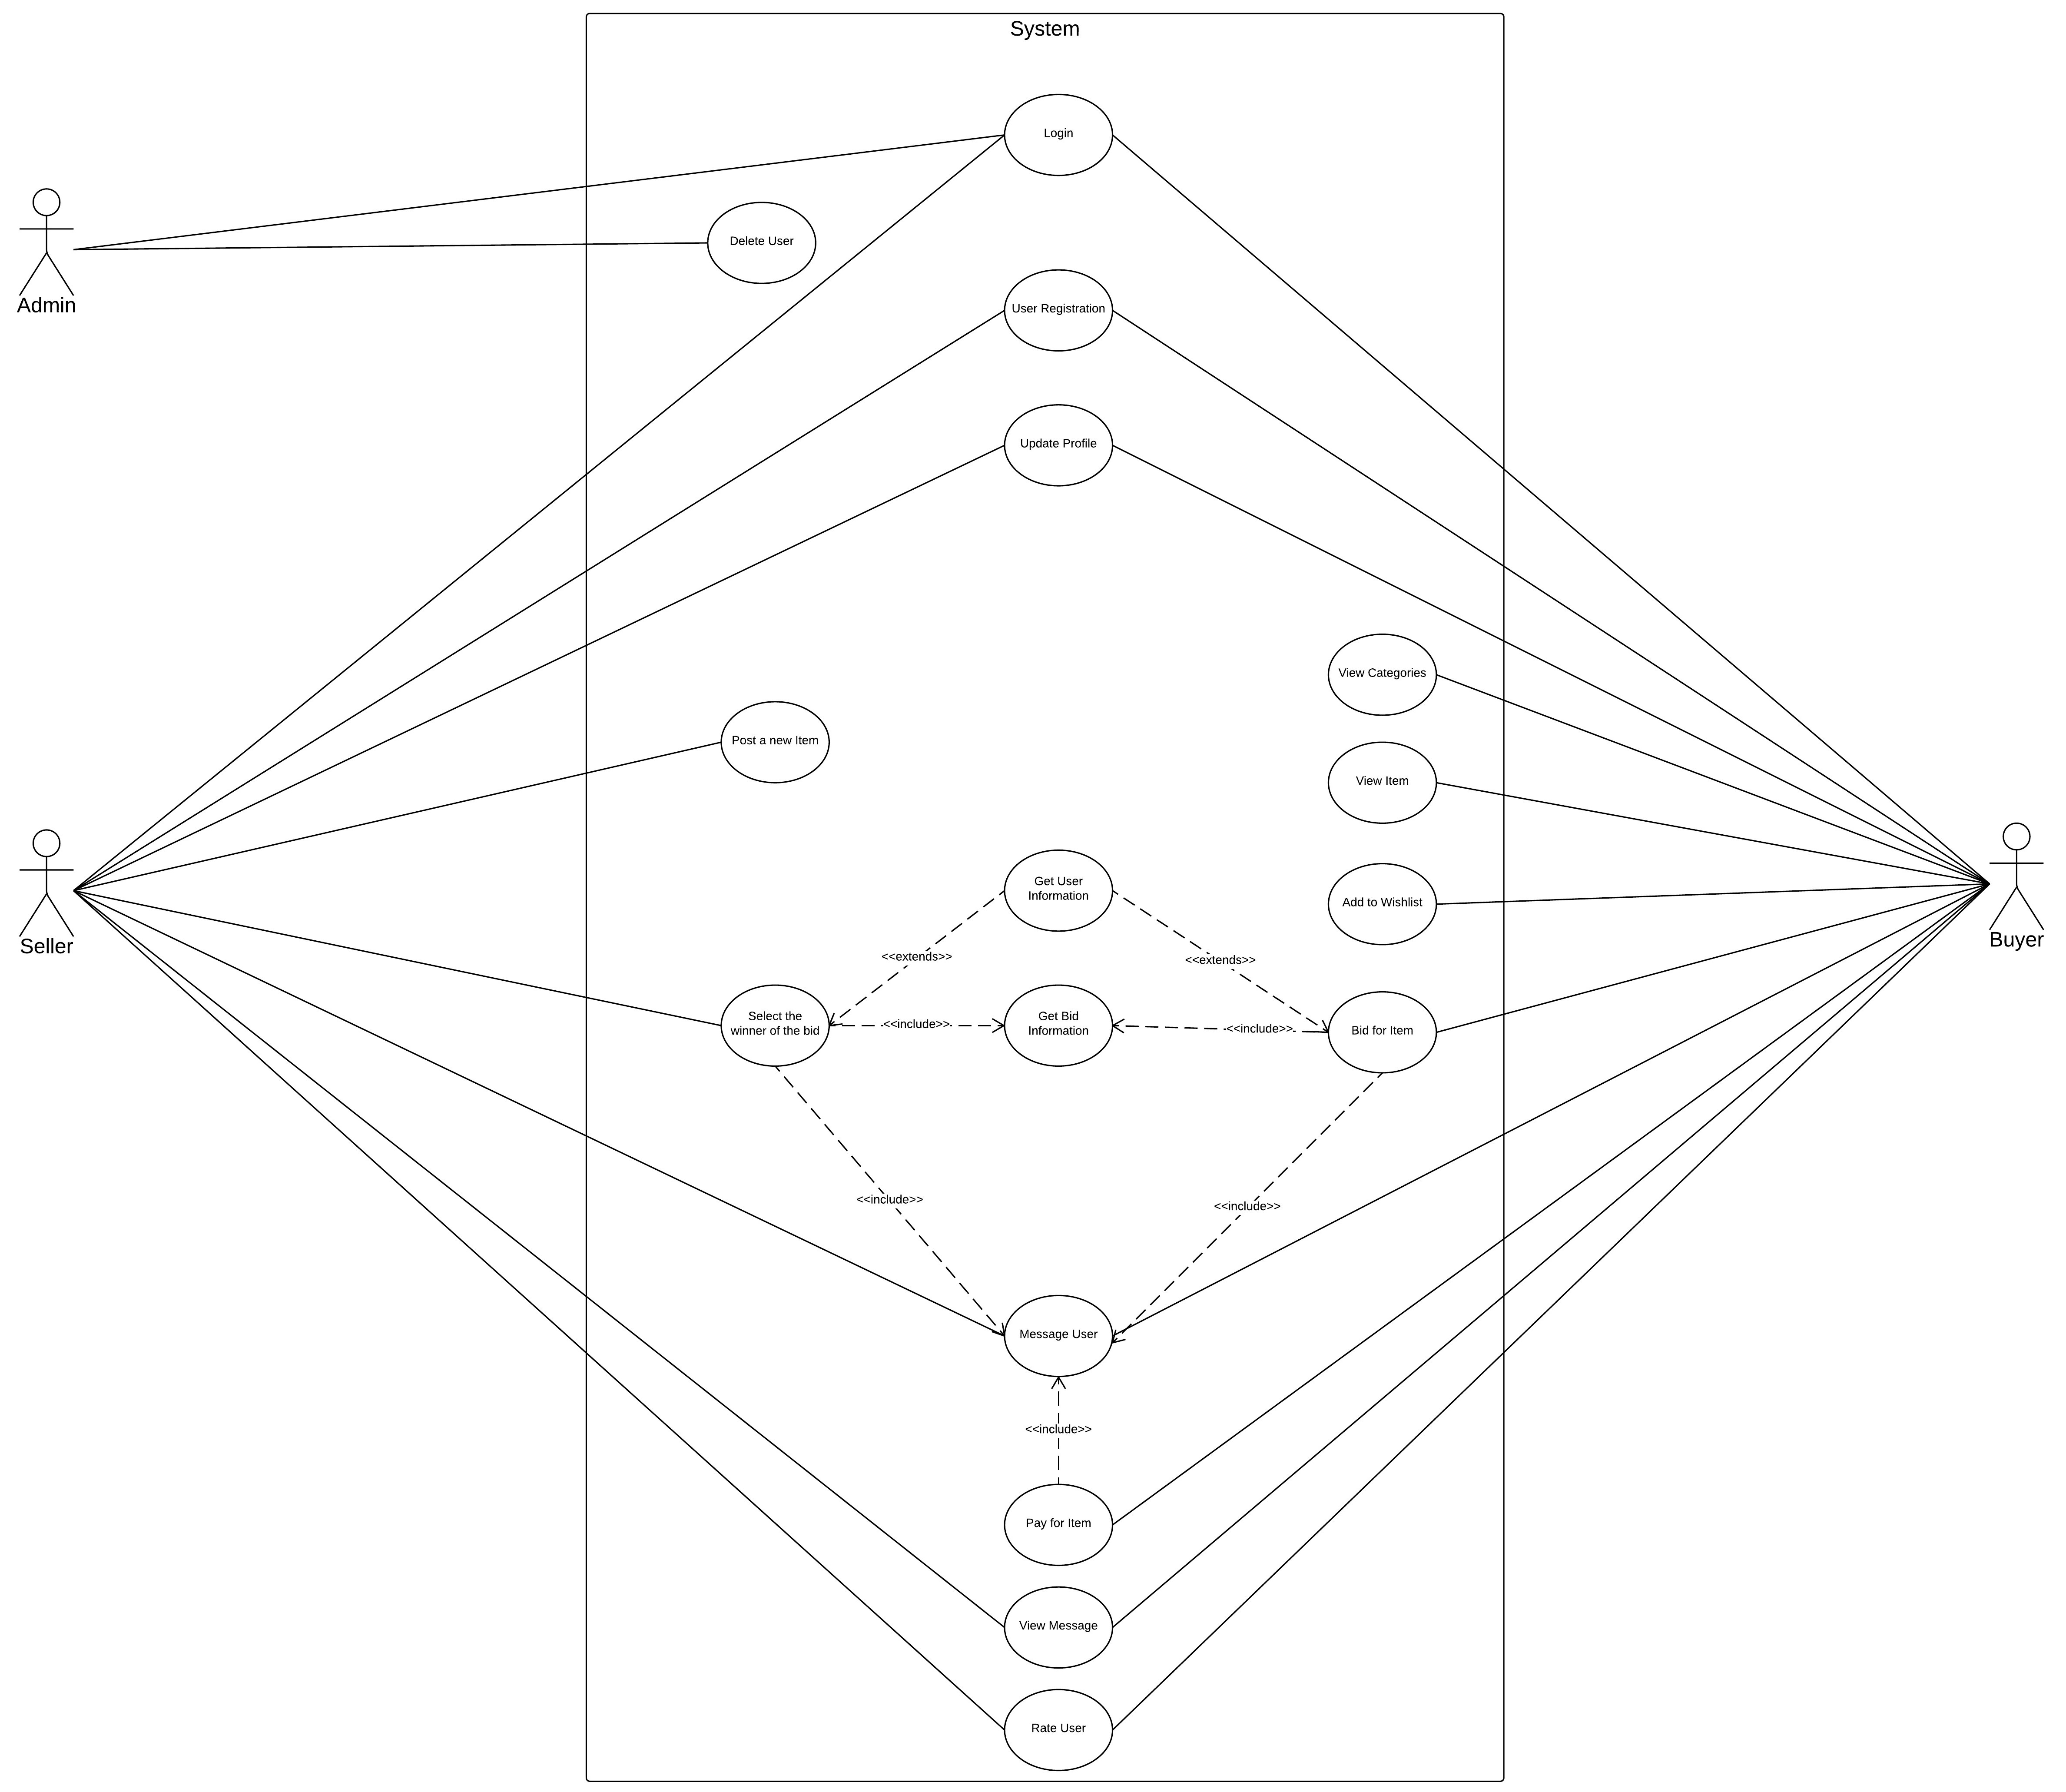 System
Login
Delete User
Admin
User Registration
Update Profile
View Categories
Post a new Item
View Item
Get User
Information
Add to Wishlist
Seller
Buyer
<<extends>>
<<extends>>
Select the
winner of the bid
<<include>>
Get Bid
Information
<<include>>
Bid for Item
<<include>>
<<include>>
Message User
<<include>>
Pay for Item
View Message
Rate User